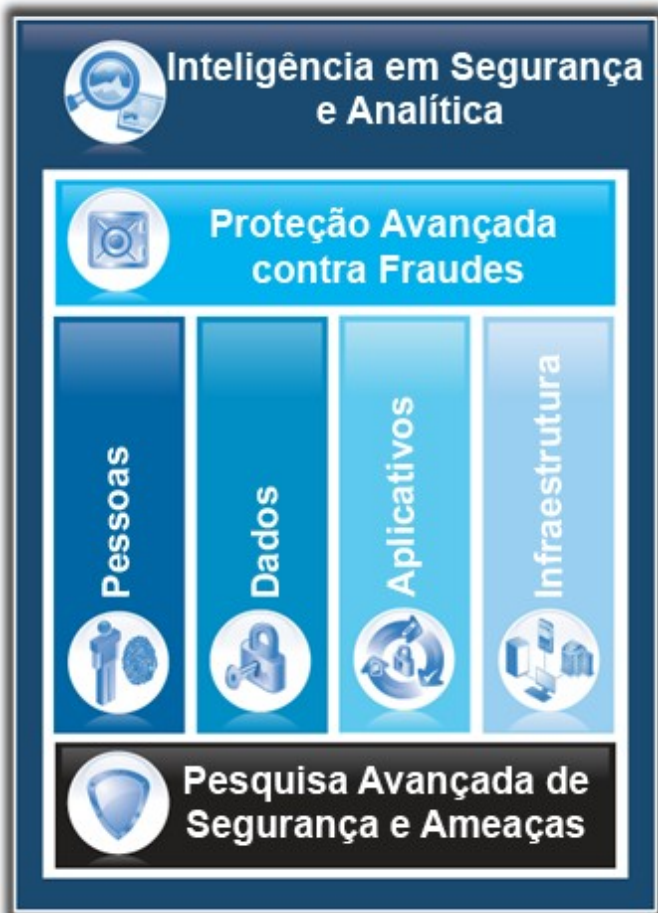 Inteligência em Segurança
e Analítica
Proteção Avançada
contra Fraudes
Pessoas
Dados
Aplicativos
Infraestrutura
Pesquisa Avançada de
Segurança e Ameaças